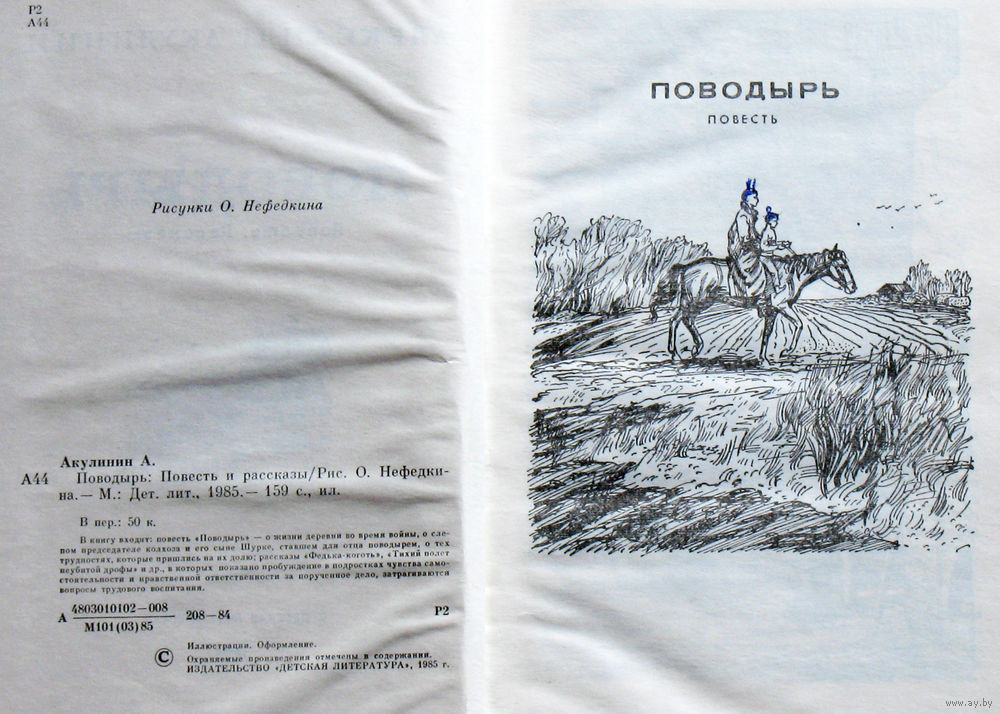 Р2
А44
Рисунки О. Нефедкина
Акулинин А.
А44 Поводырь: Повесть и рассказы/Рис. О. Нефедки-
на.— М.: Дет. лит., 1985.— 159 с., ил.
В пер.: 50 к.
В книгу входят: повесть «Поводырь» — о жизни деревни во время войны, о сле-
пом председателе колхоза и его сыне Шурке, ставшем для отца поводырем, о тех
трудностях, которые пришлись на их долю; рассказы «Федька-коготь», «Тихий полет
неубитой дрофы» и др., в которых показано пробуждение в подростках чувства само-
стоятельности и нравственной ответственности за порученное дело, затрагиваются
вопросы трудового воспитания.
А 4803010102—008 208—84 Р2
М101(03)85
© Иллюстрации. Оформление.
Охраняемые произведения отмечены в содержании.
ИЗДАТЕЛЬСТВО «ДЕТСКАЯ ЛИТЕРАТУРА», 1985 г.
ПОВОДЫРЬ
ПОВЕСТЬ
www.ay.by